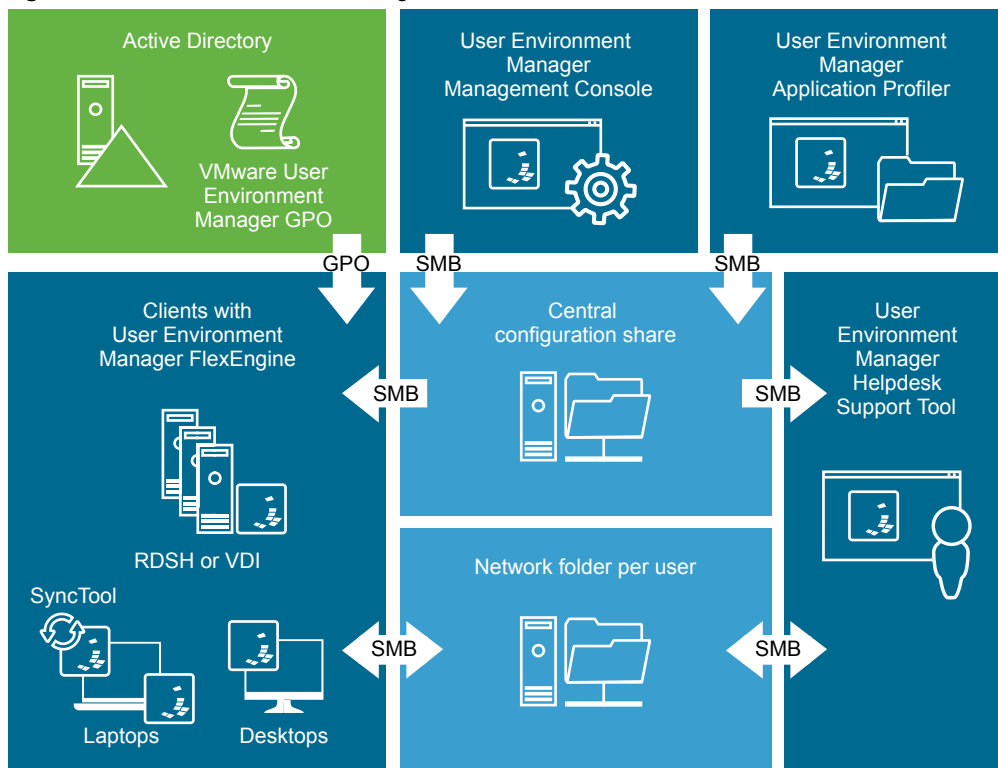 Active Directory
VMware User
Environment
Manager GPO
User Environment
Manager
Management Console
User Environment
Manager
Application Profiler
GPO
SMB
SMB
Clients with
User Environment
Manager FlexEngine
RDSH or VDI
SyncTool
Laptops
Desktops
SMB
Central
configuration share
SMB
User
Environment
Manager
Helpdesk
Support Tool
SMB
Network folder per user
SMB